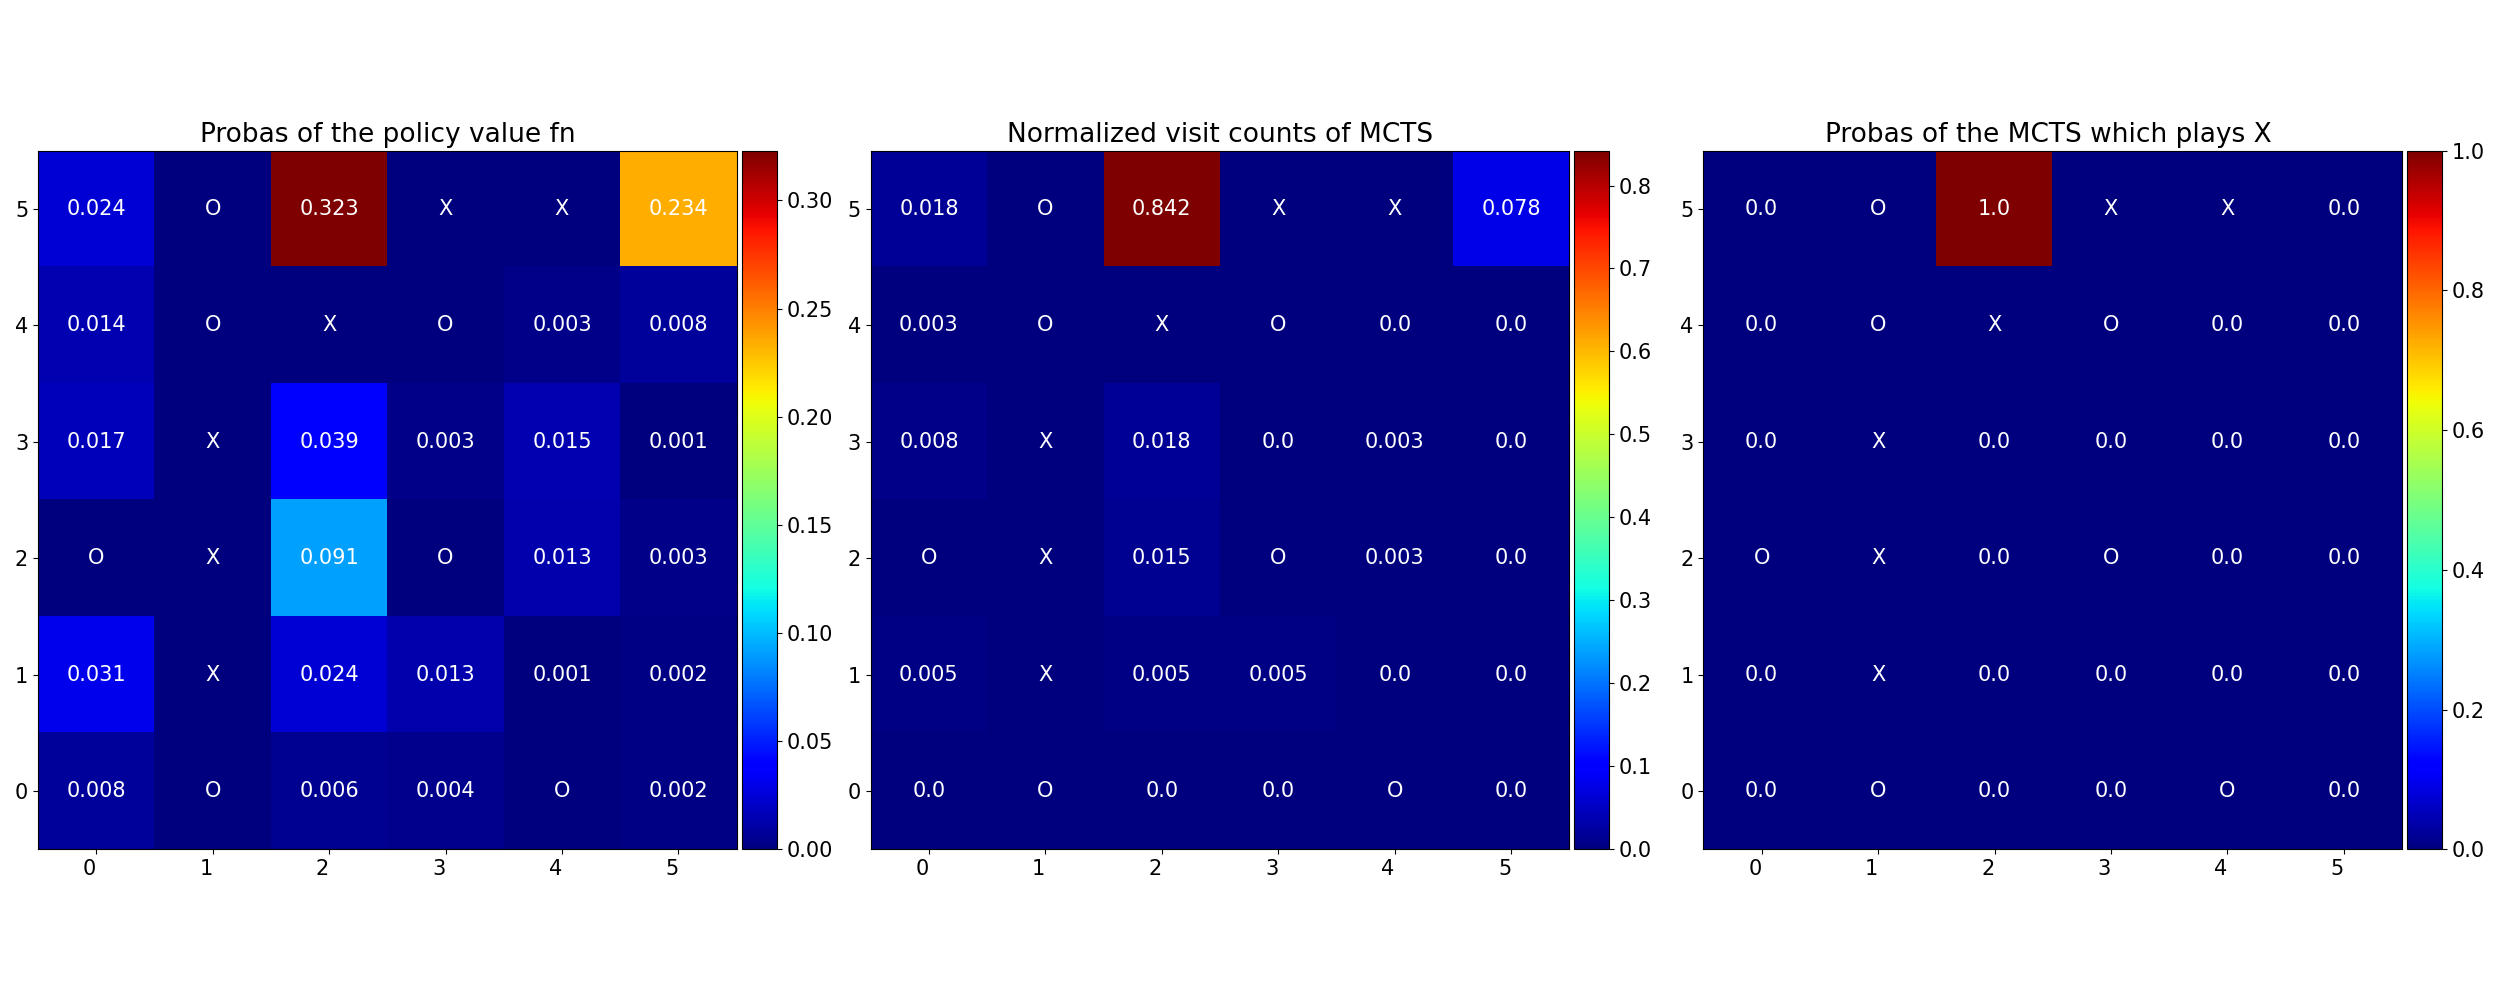 Probas of the policy value fn
5 0.024 O 0.323 X X 0.234
4 0.014 O X O 0.003 0.008
3 0.017 X 0.039 0.003 0.015 0.001
2 O X 0.091 O 0.013 0.003
1 0.031 X 0.024 0.013 0.001 0.002
0 0.008 O 0.006 0.004 O 0.002
0 1 2 3 4 5
0.30
0.25
0.20
0.15
0.10
0.05
0.00
Normalized visit counts of MCTS
5 0.018 O 0.842 X X 0.078
4 0.003 O X O 0.0 0.0
3 0.008 X 0.018 0.0 0.003 0.0
2 O X 0.015 O 0.003 0.0
1 0.005 X 0.005 0.005 0.0 0.0
0 0.0 O 0.0 0.0 O 0.0
0 1 2 3 4 5
0.8
0.7
0.6
0.5
0.4
0.3
0.2
0.1
0.0
Probas of the MCTS which plays X
5 0.0 O 1.0 X X 0.0
4 0.0 O X O 0.0 0.0
3 0.0 X 0.0 0.0 0.0 0.0
2 O X 0.0 O 0.0 0.0
1 0.0 X 0.0 0.0 0.0 0.0
0 0.0 O 0.0 0.0 O 0.0
0 1 2 3 4 5
1.0
0.8
0.6
0.4
0.2
0.0